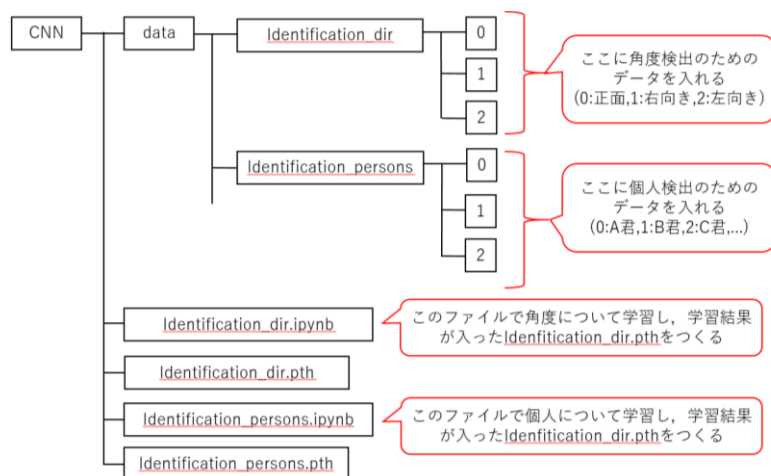 CNN
data
Identification_dir
0
1
2
ここに角度検出のための
データを入れる
(0:正面,1:右向き,2:左向き)
Identification_persons
0
1
2
ここに個人検出のための
データを入れる
(0:A君,1:B君,2:C君,...)
Identification_dir.ipynb
このファイルで角度について学習し，学習結果
が入ったIdenfitication_dir.pthをつくる
Identification_dir.pth
Identification_persons.ipynb
このファイルで個人について学習し，学習結果
が入ったIdenfitication_dir.pthをつくる
Identification_persons.pth